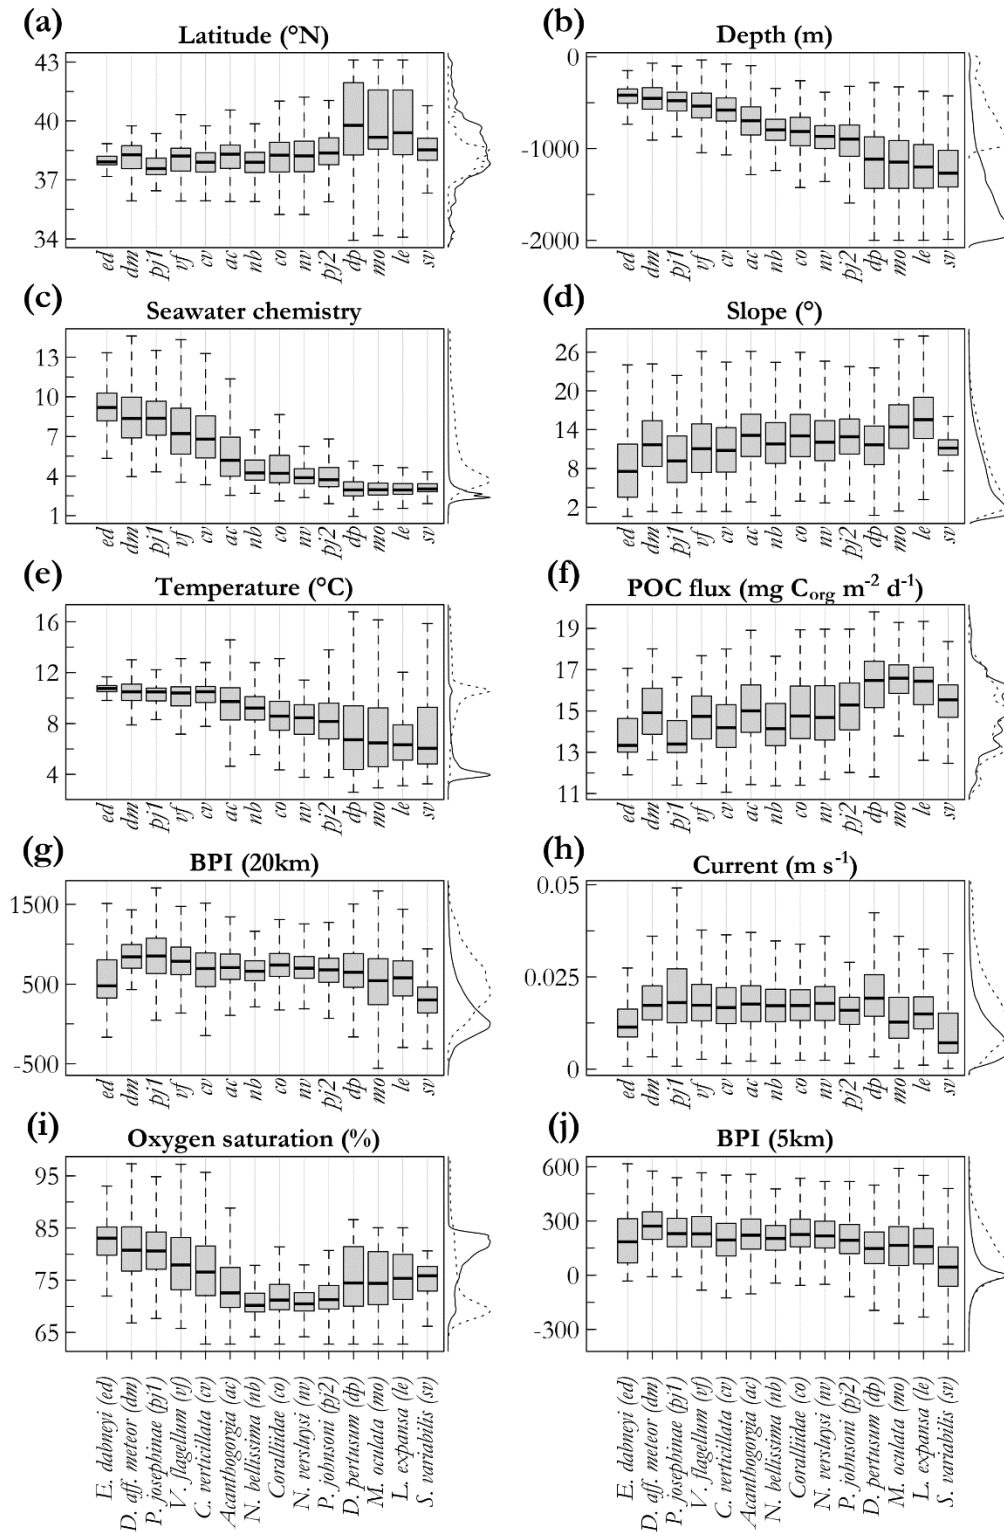 (a) Latitude (°N)
43
40
37
34
ed dm pj1 vf cv ac nb co nv pj2 dp mo le sv
(b) Depth (m)
0
-1000
-2000
ed dm pj1 vf cv ac nb co nv pj2 dp mo le sv
(c) Seawater chemistry
13
10
7
4
1
ed dm pj1 vf cv ac nb co nv pj2 dp mo le sv
(d) Slope (°)
26
20
14
8
2
ed dm pj1 vf cv ac nb co nv pj2 dp mo le sv
(e) Temperature (°C)
16
12
8
4
ed dm pj1 vf cv ac nb co nv pj2 dp mo le sv
(f) POC flux (mg C_org m⁻² d⁻¹)
19
17
15
13
11
ed dm pj1 vf cv ac nb co nv pj2 dp mo le sv
(g) BPI (20km)
1500
500
-500
ed dm pj1 vf cv ac nb co nv pj2 dp mo le sv
(h) Current (m s⁻¹)
0.05
0.025
0
ed dm pj1 vf cv ac nb co nv pj2 dp mo le sv
(i) Oxygen saturation (%)
95
85
75
65
E. dabneyi (ed)
D. aff. meteor (dm)
P. josephinae (pj1)
V. flagellum (vf)
C. verticillata (cv)
Acanthogorgia (ac)
N. bellissima (nb)
Coralliidae (co)
N. versluysi (nv)
P. johnsoni (pj2)
D. pertusum (dp)
M. oculata (mo)
L. expansa (le)
S. variabilis (sv)
(j) BPI (5km)
600
300
0
-300
E. dabneyi (ed)
D. aff. meteor (dm)
P. josephinae (pj1)
V. flagellum (vf)
C. verticillata (cv)
Acanthogorgia (ac)
N. bellissima (nb)
Coralliidae (co)
N. versluysi (nv)
P. johnsoni (pj2)
D. pertusum (dp)
M. oculata (mo)
L. expansa (le)
S. variabilis (sv)